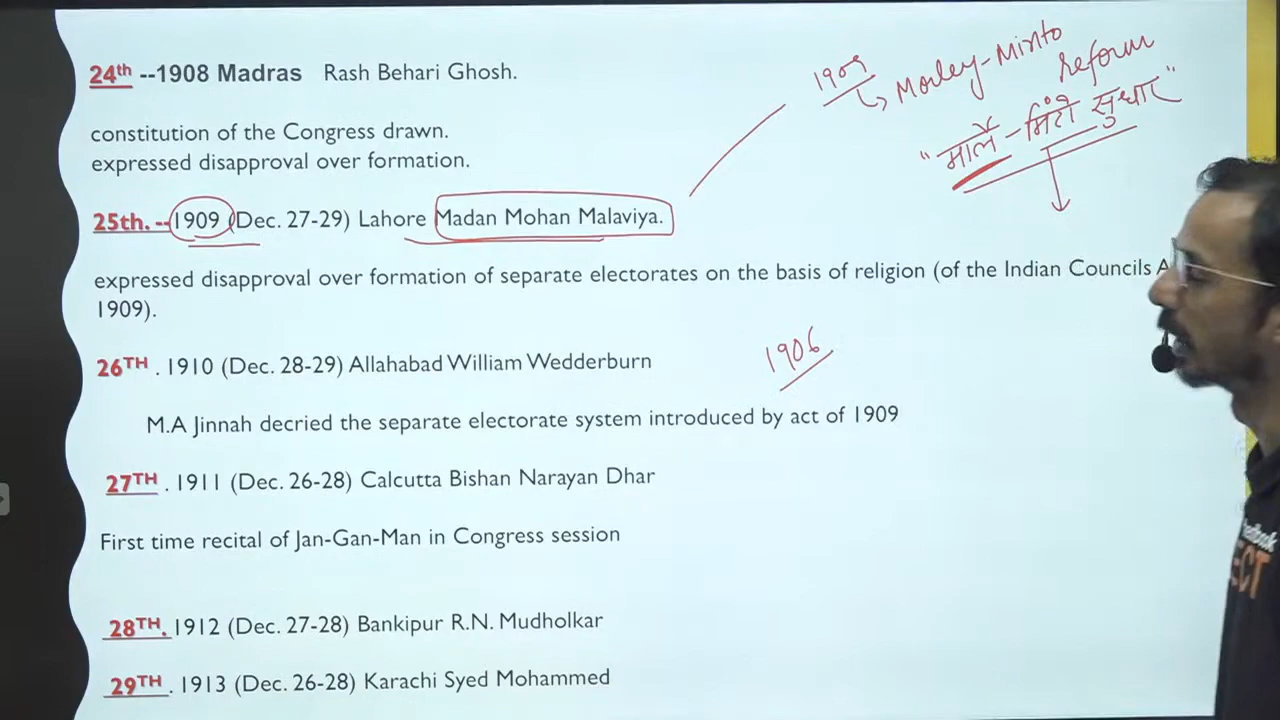 24th --1908 Madras Rash Behari Ghosh.
1909
Morley-Minto
reform
"मार्ले - मिंटो सुधार"
constitution of the Congress drawn.
expressed disapproval over formation.
25th. --1909 (Dec. 27-29) Lahore Madan Mohan Malaviya.
expressed disapproval over formation of separate electorates on the basis of religion (of the Indian Councils A
1909).
1906
26TH . 1910 (Dec. 28-29) Allahabad William Wedderburn
M.A Jinnah decried the separate electorate system introduced by act of 1909
27TH . 1911 (Dec. 26-28) Calcutta Bishan Narayan Dhar
First time recital of Jan-Gan-Man in Congress session
28TH. 1912 (Dec. 27-28) Bankipur R.N. Mudholkar
29TH . 1913 (Dec. 26-28) Karachi Syed Mohammed